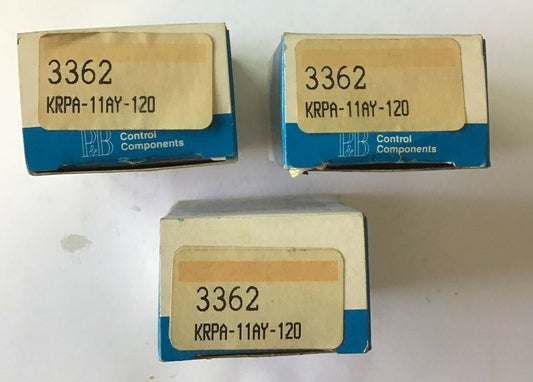 3362
KRPA-11AY-120
P&B Control
Components
3362
KRPA-11AY-120
P&B Control
Components
3362
KRPA-11AY-120